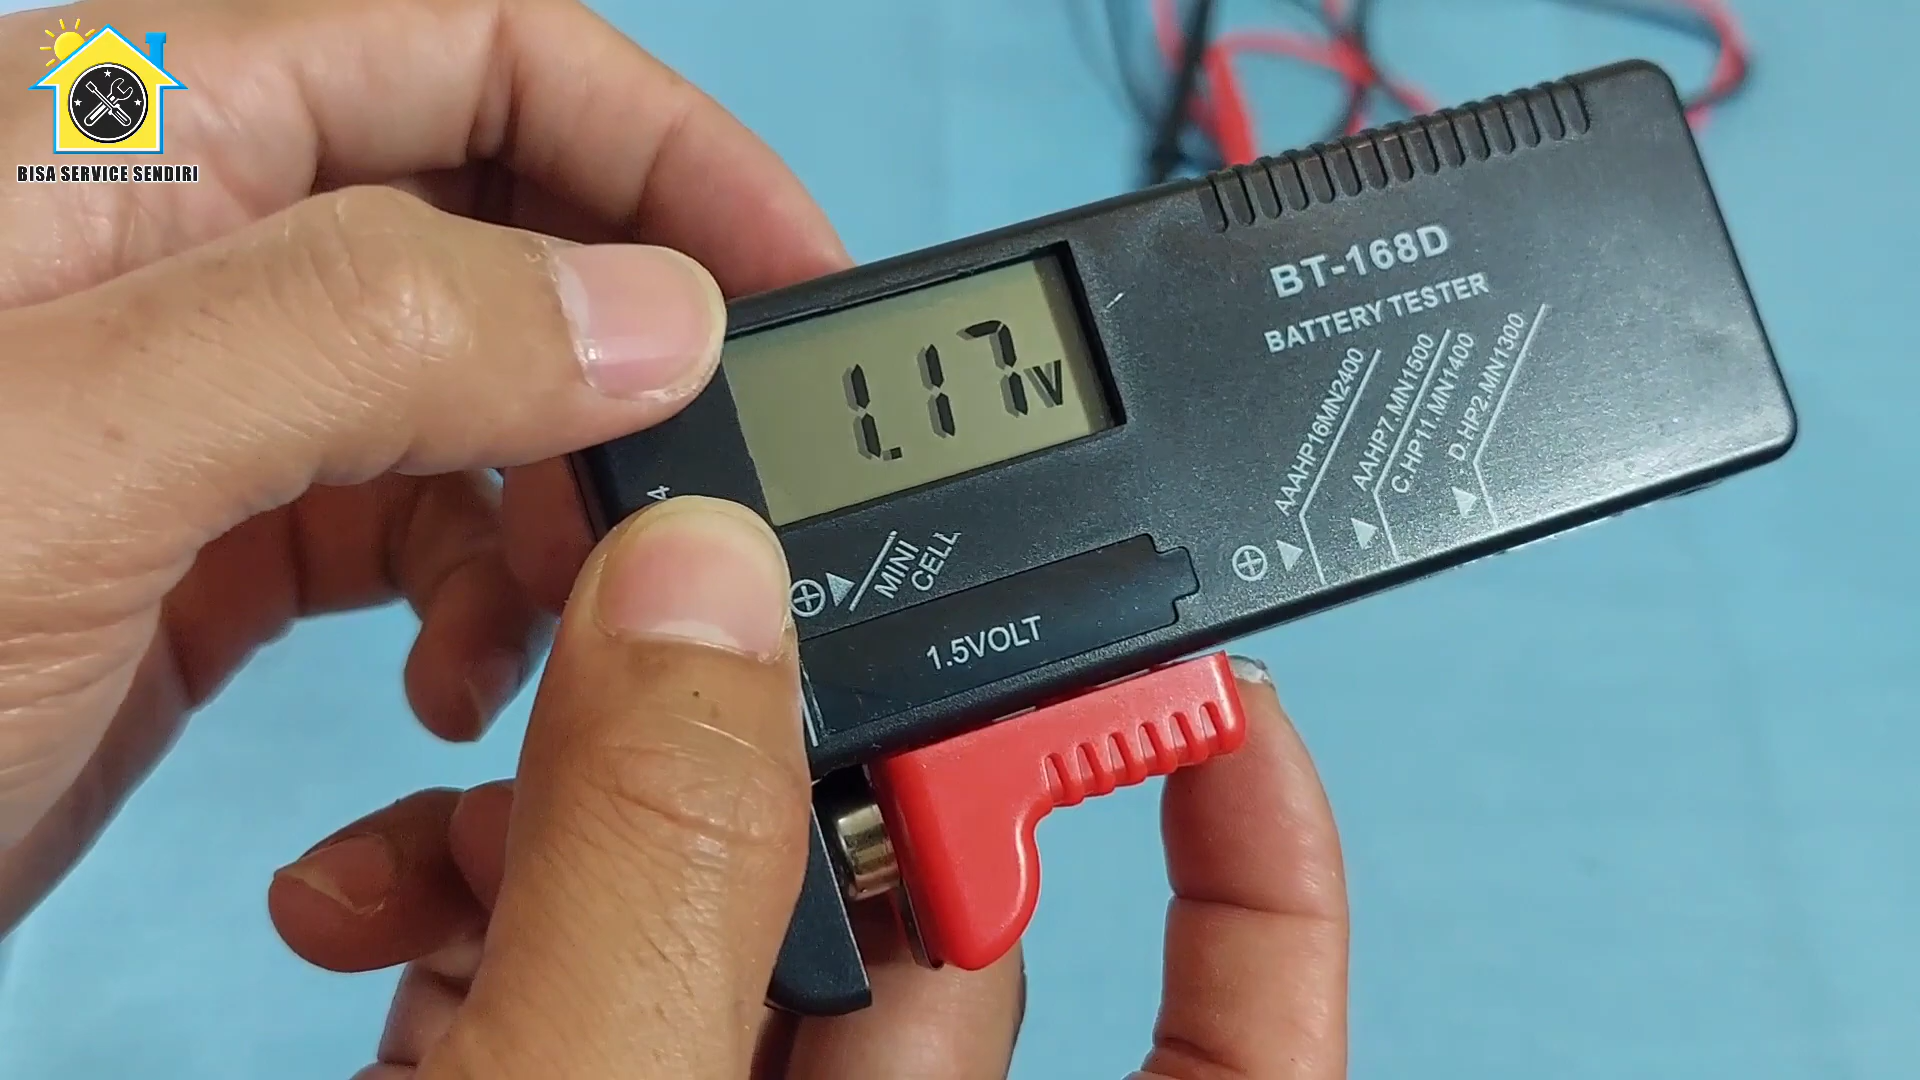 BISA SERVICE SENDIRI
BT-168D
BATTERY TESTER
1.17V
AAAHP16MN2400
AAHP7.MN1500
C.HP11.MN1400
D.HP2.MN1300
4
MINI
CELL
1.5VOLT